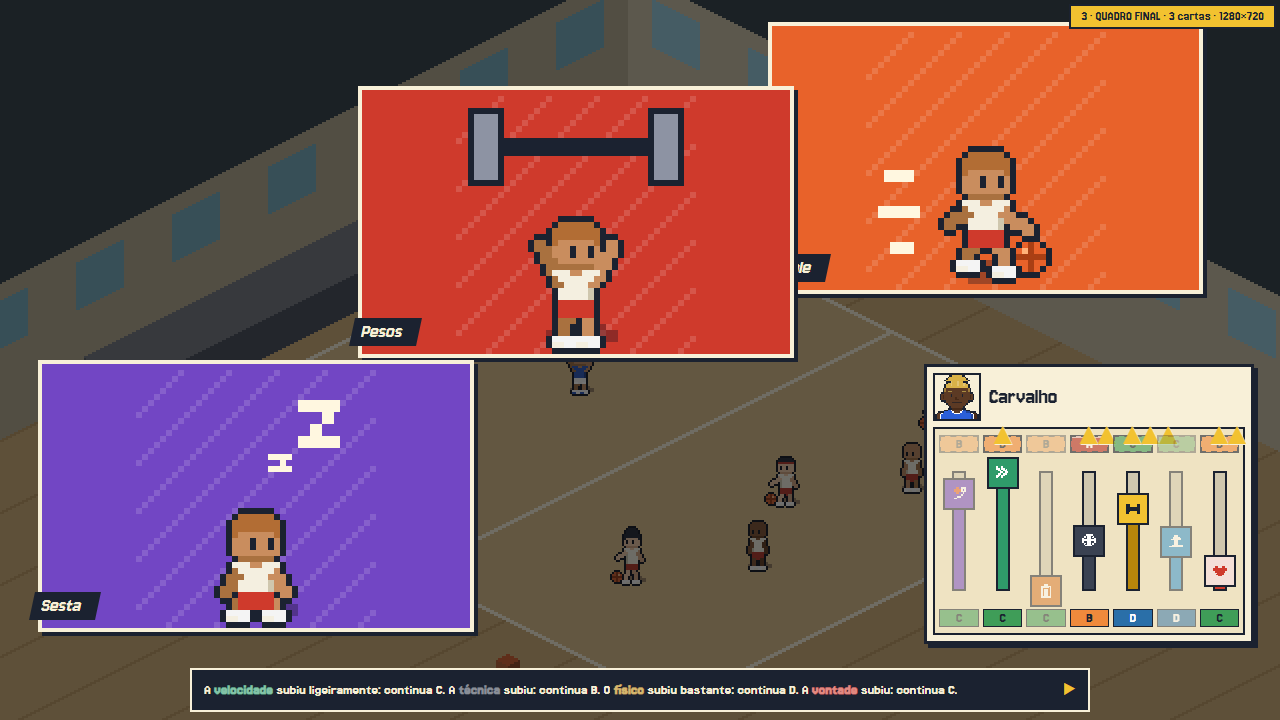 3 · QUADRO FINAL · 3 cartas · 1280×720
Pesos
Sesta
Carvalho
B
B
C
C
C
B
D
D
C
A velocidade subiu ligeiramente: continua C. A técnica subiu: continua B. O físico subiu bastante: continua D. A vontade subiu: continua C.